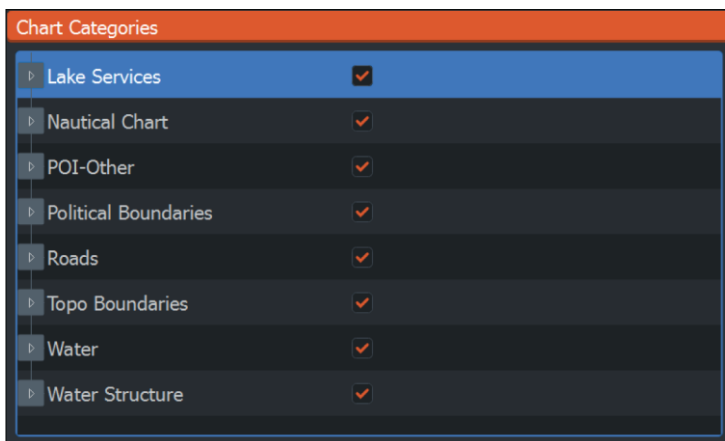 Chart Categories
Lake Services
Nautical Chart
POI-Other
Political Boundaries
Roads
Topo Boundaries
Water
Water Structure